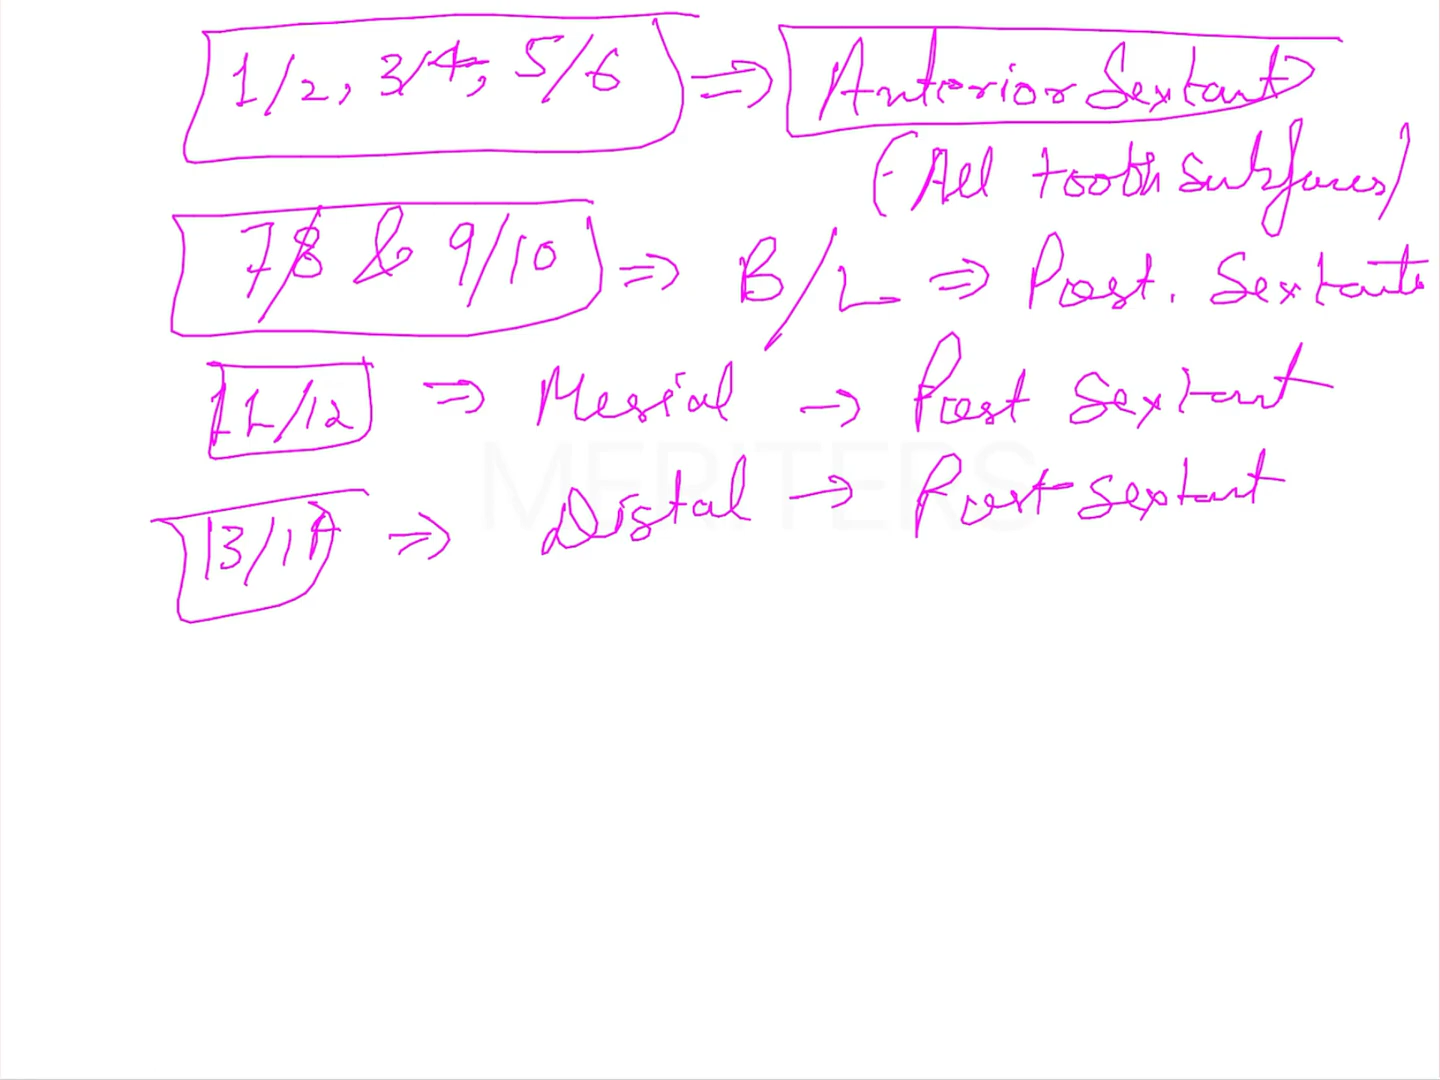 1/2, 3/4, 5/6 ⇒ Anterior Sextant
(All tooth surfaces)
7/8 & 9/10 ⇒ B/L ⇒ Post. Sextant
11/12 ⇒ Mesial → Post Sextant
MERITERS
13/14 ⇒ Distal → Post Sextant